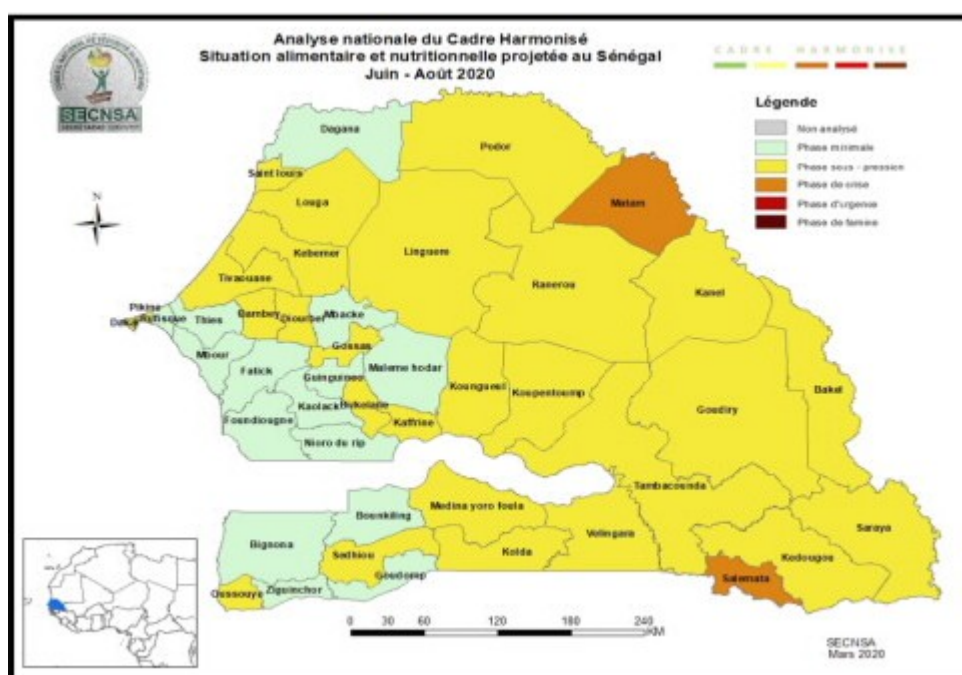 Analyse nationale du Cadre Harmonisé
Situation alimentaire et nutritionnelle projetée au Sénégal
Juin - Août 2020
CADRE HARMONISE
SECNSA
Légende
Non analysé
Phase minimale
Phase sous - pression
Phase de crise
Phase d'urgence
Phase de famine
N
Dagana
Podor
Saint louis
Louga
Matam
Linguere
Kebemer
Tivaouane
Ranerou
Kanel
Pikine
Dakar
Rufisque
Thies
Bambey
Diourbel
Mbacke
Gossas
Mbour
Fatick
Guinguineo
Maleme hodar
Koungueul
Koupentoump
Goudiry
Bakel
Kaolack
Birkelane
Kaffrine
Foundiougne
Nioro du rip
Tambacounda
Medina yoro foula
Bounkiling
Velingara
Saraya
Bignona
Sedhiou
Kolda
Kedougou
Goudomp
Salemata
Oussouye
Ziguinchor
0 30 60 120 180 240
KM
SECNSA
Mars 2020